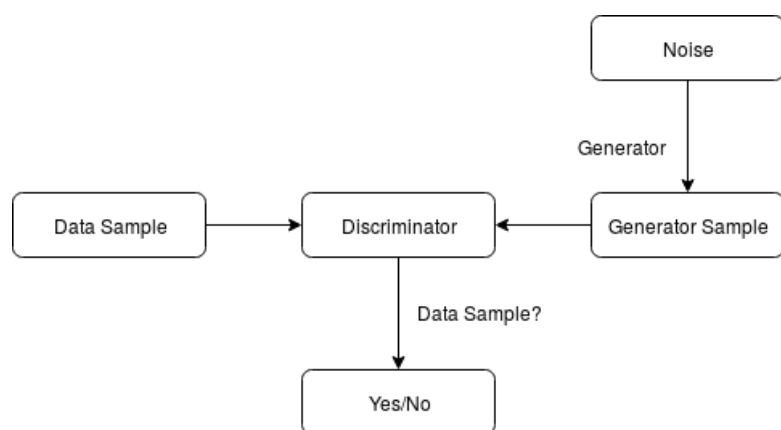 Noise
Generator
Data Sample
Discriminator
Generator Sample
Data Sample?
Yes/No